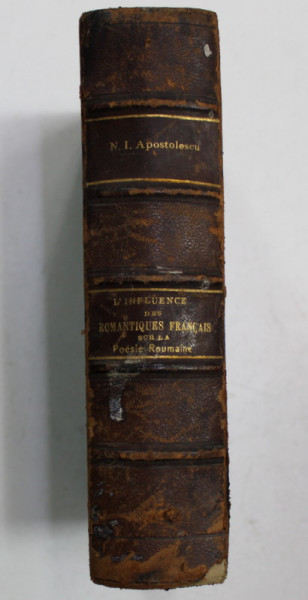 N. I. Apostolescu
L'INFLUENCE
DES
ROMANTIQUES FRANÇAIS
SUR LA
Poésie Roumaine